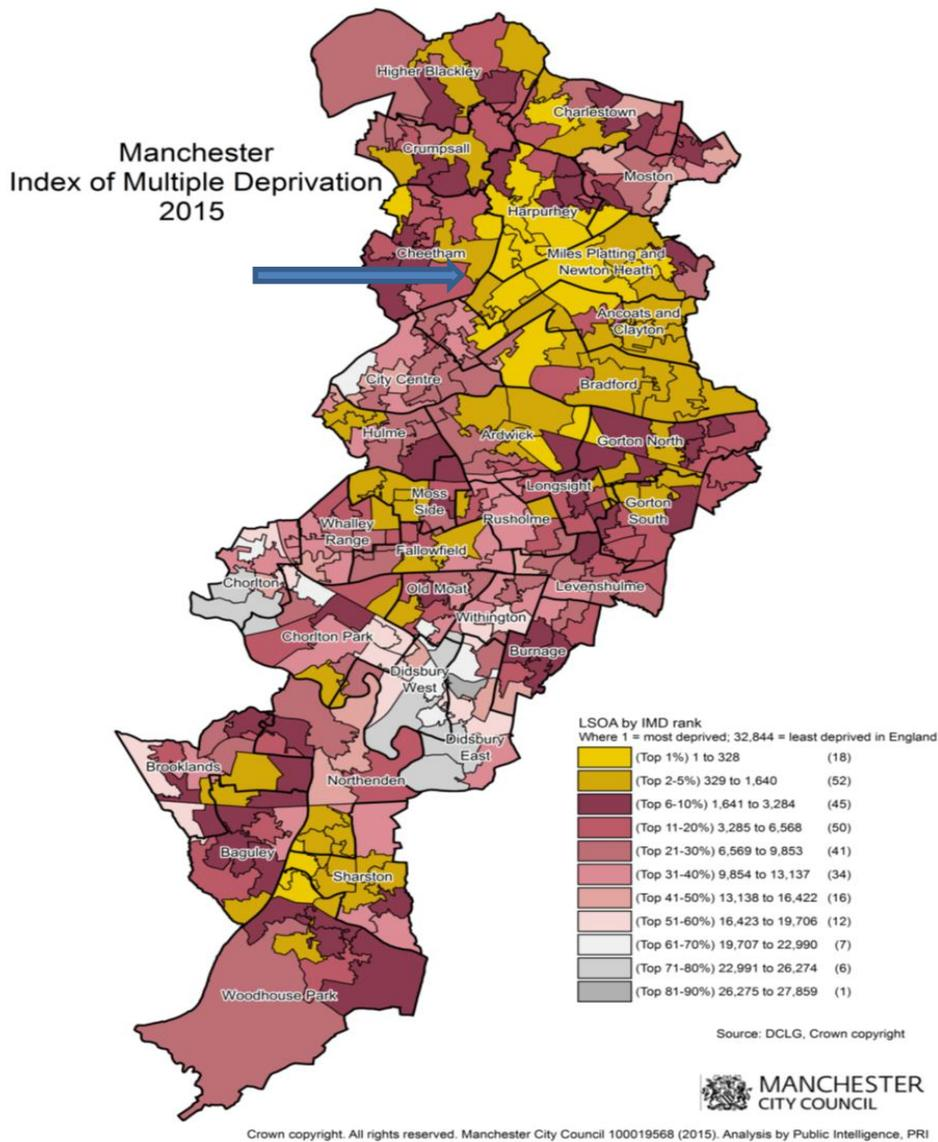 Manchester
Index of Multiple Deprivation
2015
Higher Blackley
Charlestown
Crumpsall
Moston
Harpurhey
Cheetham
Miles Platting and
Newton Heath
Ancoats and
Clayton
City Centre
Bradford
Hulme
Ardwick
Gorton North
Longsight
Moss
Side
Gorton
South
Rusholme
Whalley
Range
Fallowfield
Chorlton
Old Moat
Levenshulme
Withington
Chorlton Park
Burnage
Didsbury
West
Didsbury
East
Brooklands
Northenden
Baguley
Sharston
Woodhouse Park
LSOA by IMD rank
Where 1 = most deprived; 32,844 = least deprived in England
(Top 1%) 1 to 328 (18)
(Top 2-5%) 329 to 1,640 (52)
(Top 6-10%) 1,641 to 3,284 (45)
(Top 11-20%) 3,285 to 6,568 (50)
(Top 21-30%) 6,569 to 9,853 (41)
(Top 31-40%) 9,854 to 13,137 (34)
(Top 41-50%) 13,138 to 16,422 (16)
(Top 51-60%) 16,423 to 19,706 (12)
(Top 61-70%) 19,707 to 22,990 (7)
(Top 71-80%) 22,991 to 26,274 (6)
(Top 81-90%) 26,275 to 27,859 (1)
Source: DCLG, Crown copyright
MANCHESTER
CITY COUNCIL
Crown copyright. All rights reserved. Manchester City Council 100019568 (2015). Analysis by Public Intelligence, PRI